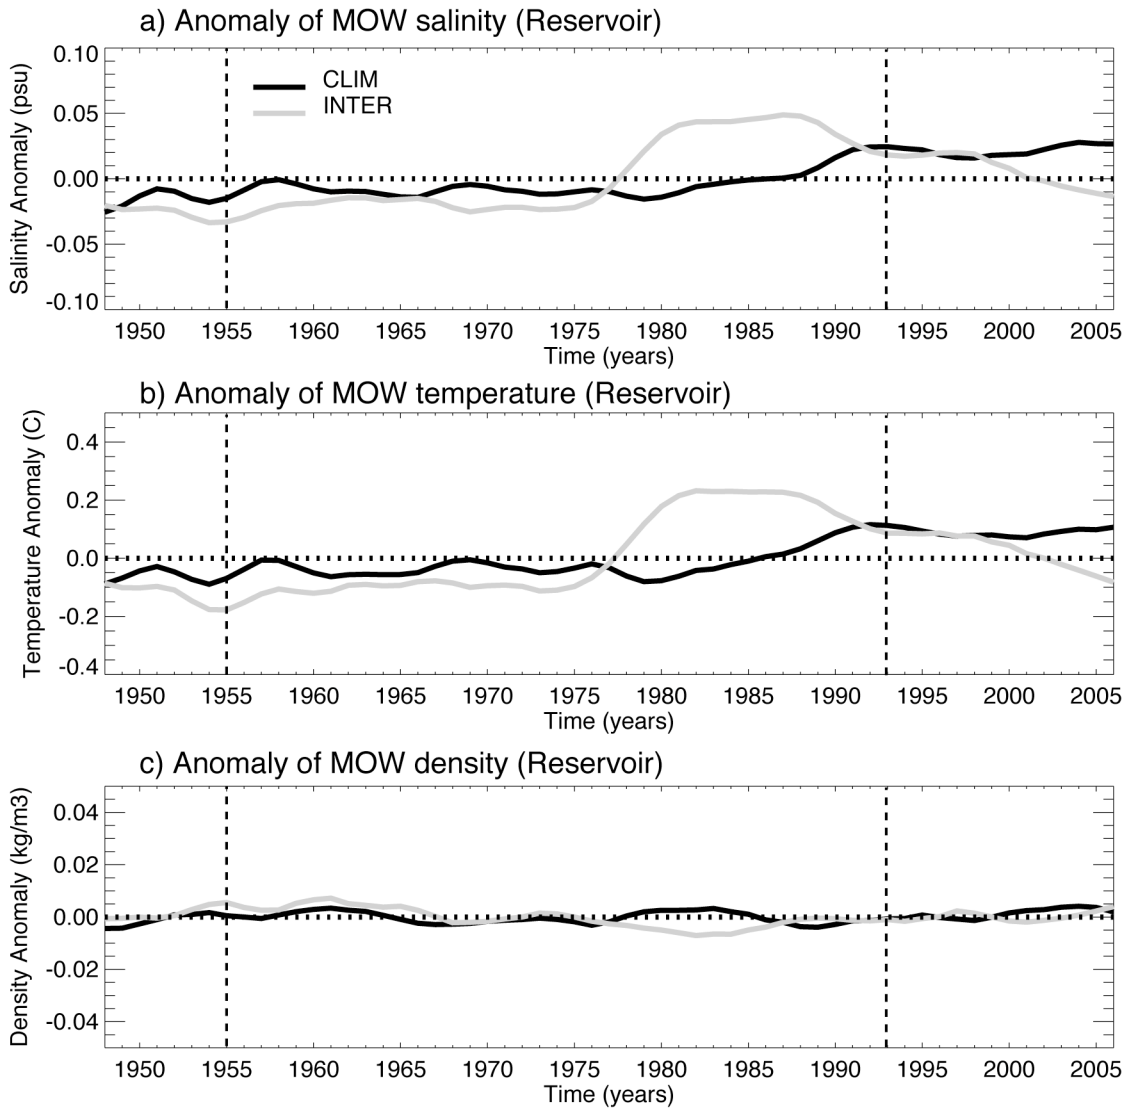 a) Anomaly of MOW salinity (Reservoir)
Salinity Anomaly (psu)
0.10
0.05
0.00
-0.05
-0.10
CLIM
INTER
1950 1955 1960 1965 1970 1975 1980 1985 1990 1995 2000 2005
Time (years)
b) Anomaly of MOW temperature (Reservoir)
Temperature Anomaly (C)
0.4
0.2
0.0
-0.2
-0.4
1950 1955 1960 1965 1970 1975 1980 1985 1990 1995 2000 2005
Time (years)
c) Anomaly of MOW density (Reservoir)
Density Anomaly (kg/m3)
0.04
0.02
0.00
-0.02
-0.04
1950 1955 1960 1965 1970 1975 1980 1985 1990 1995 2000 2005
Time (years)